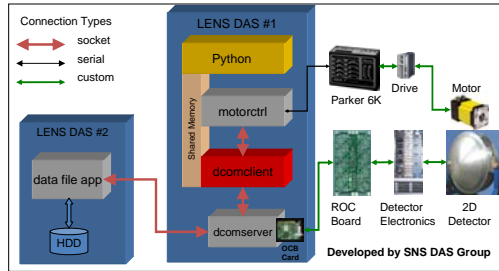 Connection Types
socket
serial
custom
LENS DAS #1
Python
Shared Memory
motorctrl
dcomclient
dcomserver
OCB
Card
LENS DAS #2
data file app
HDD
Parker 6K
Drive
Motor
ROC
Board
Detector
Electronics
2D
Detector
Developed by SNS DAS Group